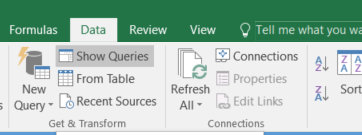 Formulas Data Review View Tell me what you wa
Show Queries Connections
From Table Properties
New Query Recent Sources
Refresh All Edit Links
Sort
Get & Transform Connections